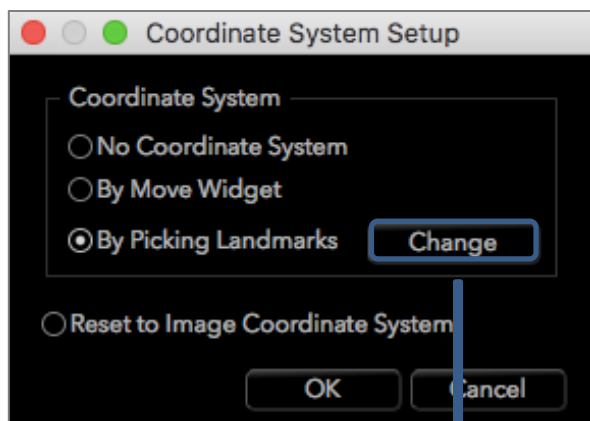 Coordinate System Setup
Coordinate System
No Coordinate System
By Move Widget
By Picking Landmarks Change
Reset to Image Coordinate System
OK Cancel